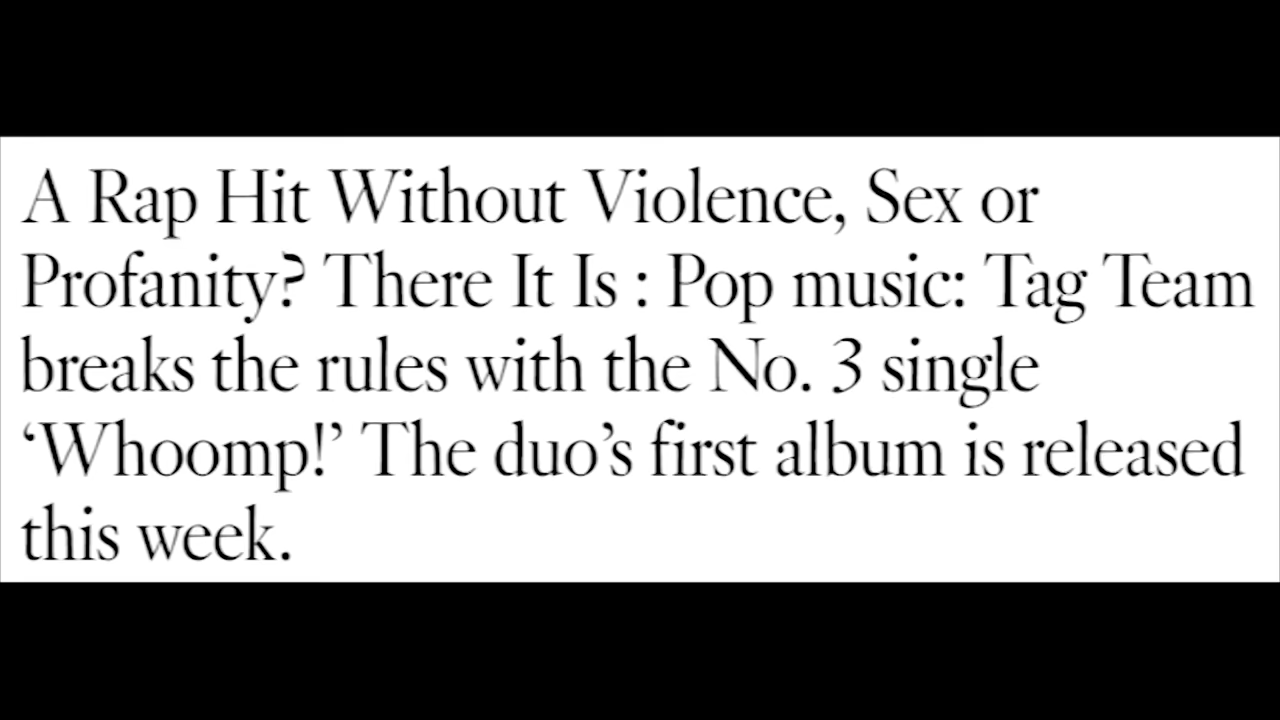 A Rap Hit Without Violence, Sex or
Profanity? There It Is : Pop music: Tag Team
breaks the rules with the No. 3 single
‘Whoomp!’ The duo’s first album is released
this week.